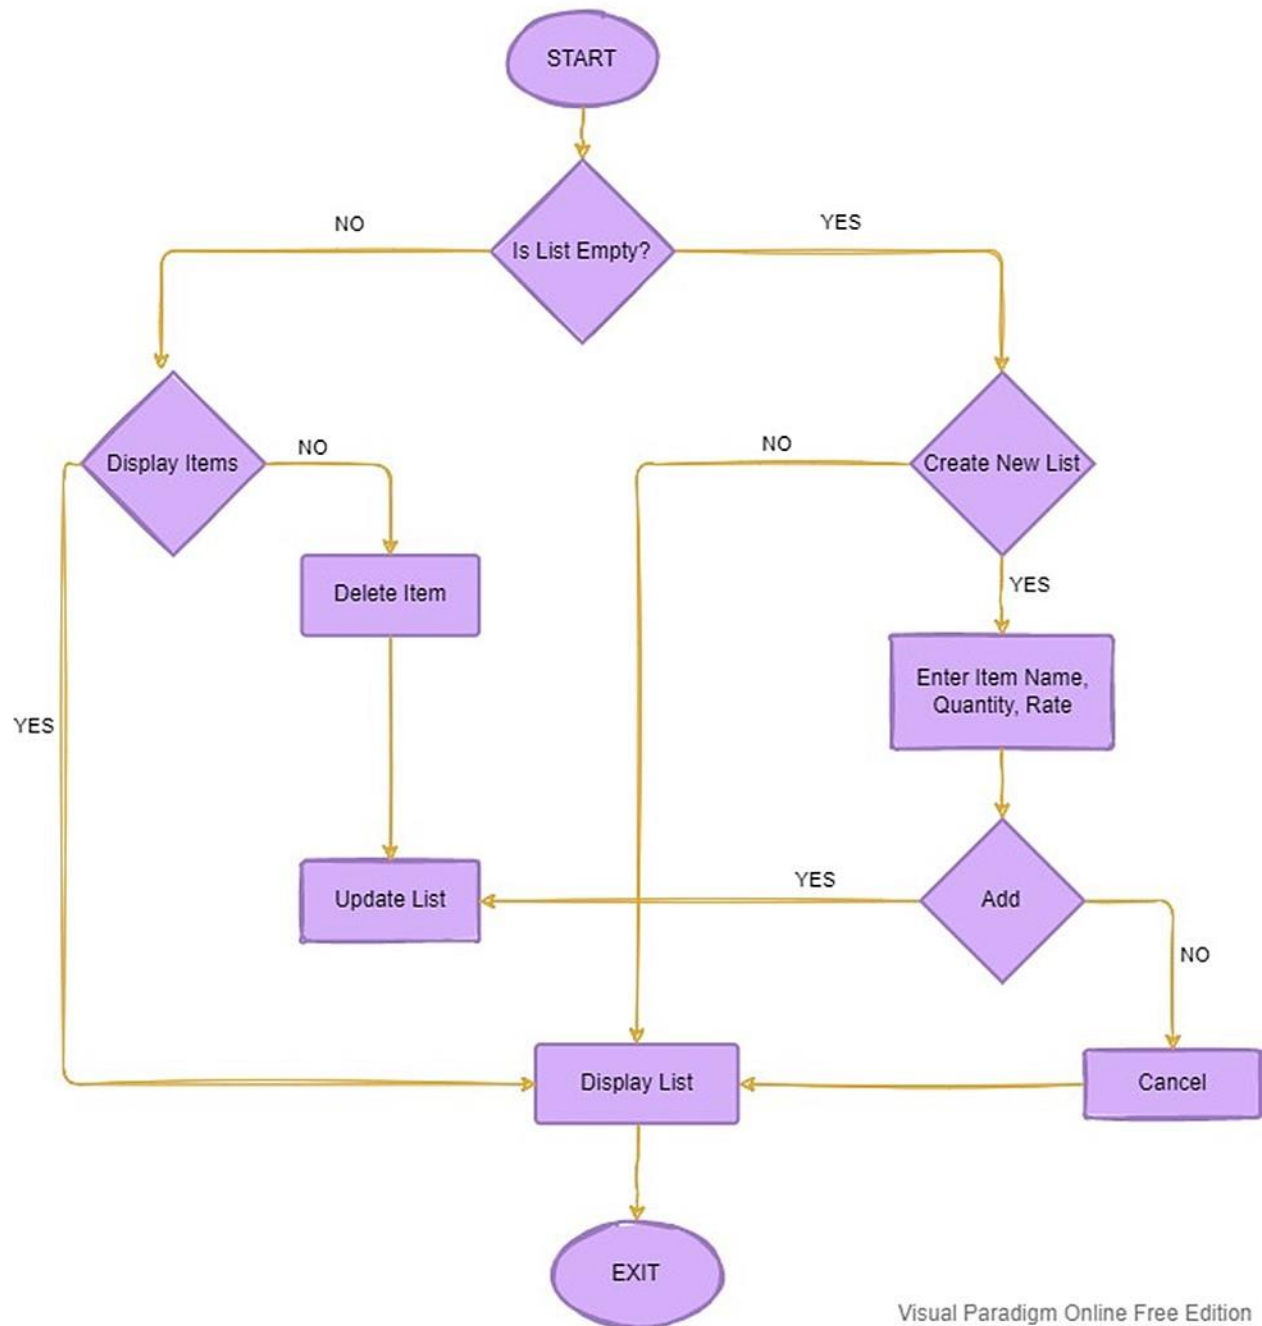 START
NO
YES
Is List Empty?
Display Items
NO
NO
Create New List
Delete Item
YES
Enter Item Name,
Quantity, Rate
YES
Update List
YES
Add
NO
Display List
Cancel
EXIT
Visual Paradigm Online Free Edition